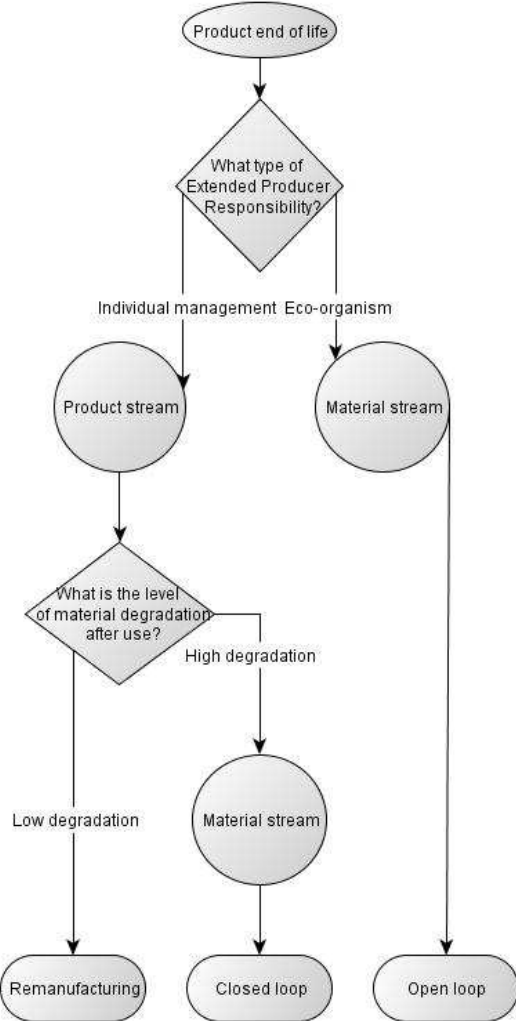 Product end of life
What type of
Extended Producer
Responsibility?
Individual management
Eco-organism
Product stream
Material stream
What is the level
of material degradation
after use?
High degradation
Low degradation
Material stream
Remanufacturing
Closed loop
Open loop